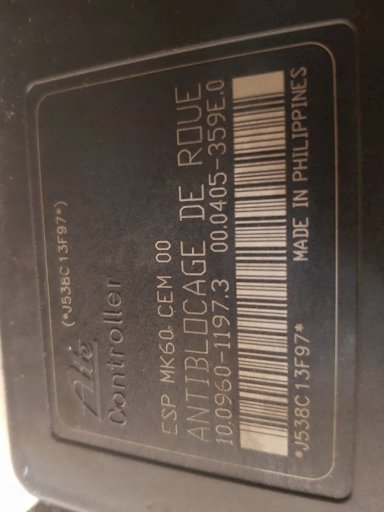 Ate
Controller
(*J538C13F97*)
ESP MK60 CEM 00
ANTIBLOCAGE DE ROUE
10.0960-1197.3 00.0405-359E.0
*J538C13F97* MADE IN PHILIPPINES